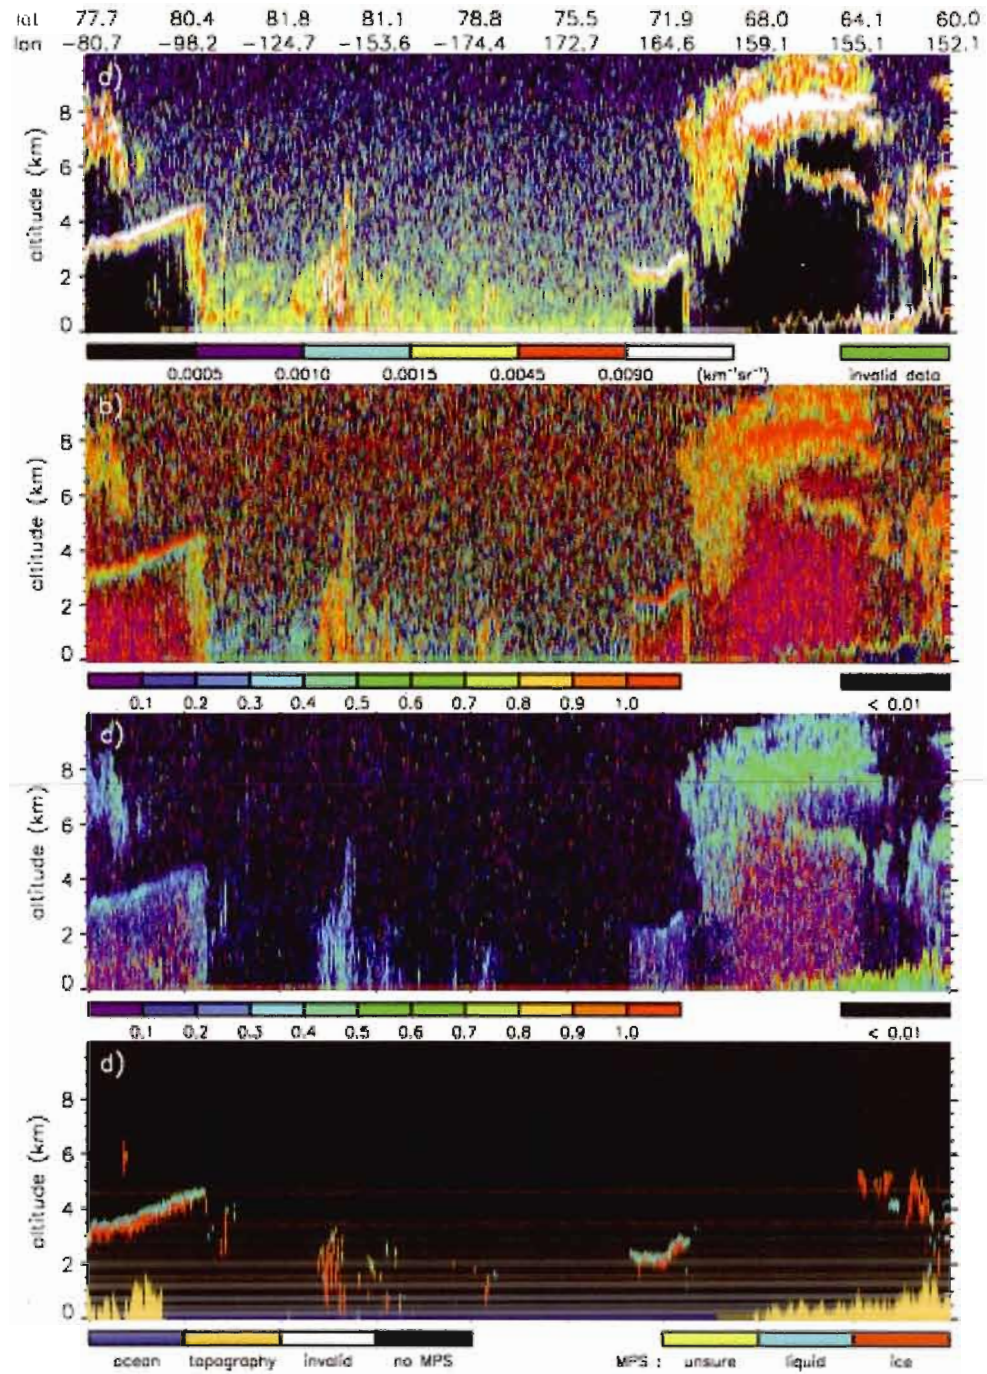 lat 77.7 80.4 81.8 81.1 78.8 75.5 71.9 68.0 64.1 60.0
lon −80.7 −98.2 −124.7 −153.6 −174.4 172.7 164.6 159.1 155.1 152.1
d)
8
6
4
2
0
altitude (km)
0.0005 0.0010 0.0015 0.0045 0.0090 (km⁻¹sr⁻¹) invalid data
b)
8
6
4
2
0
altitude (km)
0.1 0.2 0.3 0.4 0.5 0.6 0.7 0.8 0.9 1.0 < 0.01
d)
8
6
4
2
0
altitude (km)
0.1 0.2 0.3 0.4 0.5 0.6 0.7 0.8 0.9 1.0 < 0.01
d)
8
6
4
2
0
altitude (km)
ocean topography invalid no MPS MPS : unsure liquid ice